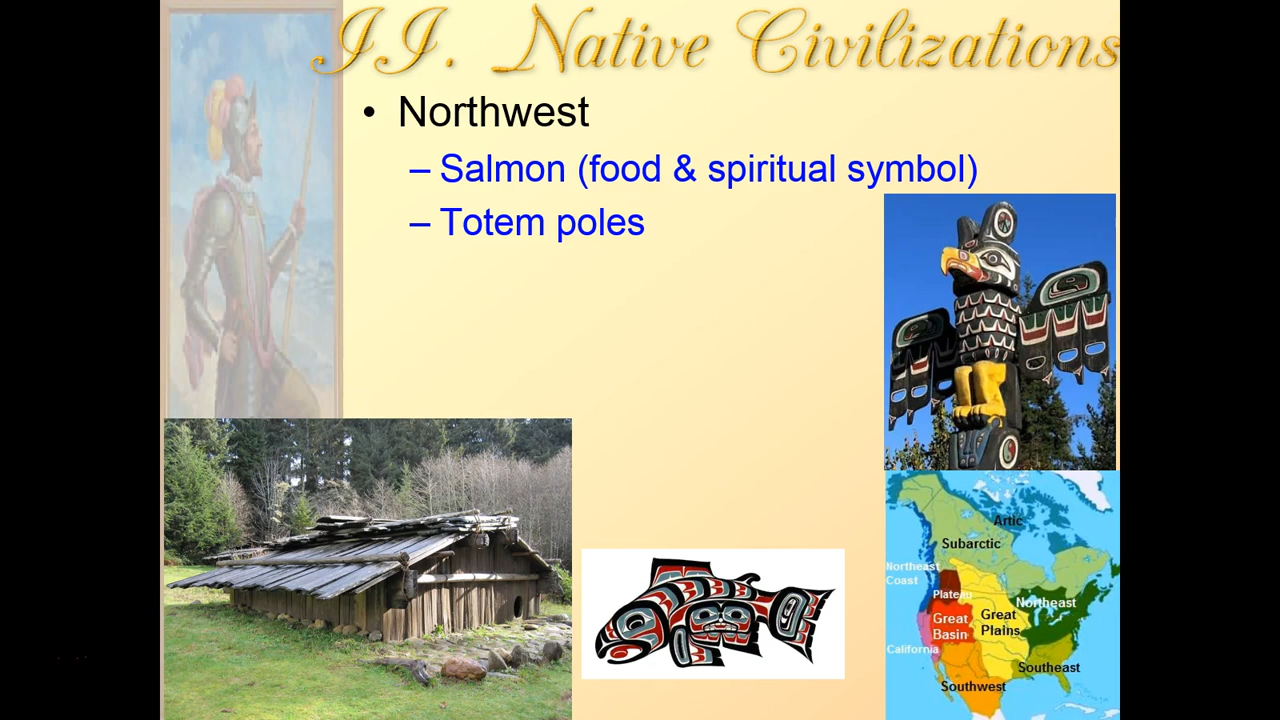 II. Native Civilizations
• Northwest
– Salmon (food & spiritual symbol)
– Totem poles
Artic
Subarctic
Northeast
Coast
Plateau
Northeast
Great
Basin
Great
Plains
California
Southeast
Southwest